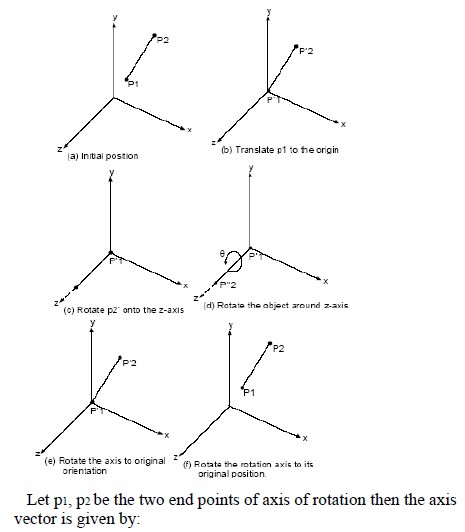 y
P2
P1
x
z
(a) Initial position
y
P'2
P'1
x
z
(b) Translate p1 to the origin
y
P'1
x
z
(c) Rotate p2' onto the z-axis
y
θ
P'1
P"2
x
z
(d) Rotate the object around z-axis
y
P'2
P'1
x
z
(e) Rotate the axis to original
orientation
y
P2
P1
x
z
(f) Rotate the rotation axis to its
original position.
Let p1, p2 be the two end points of axis of rotation then the axis
vector is given by: